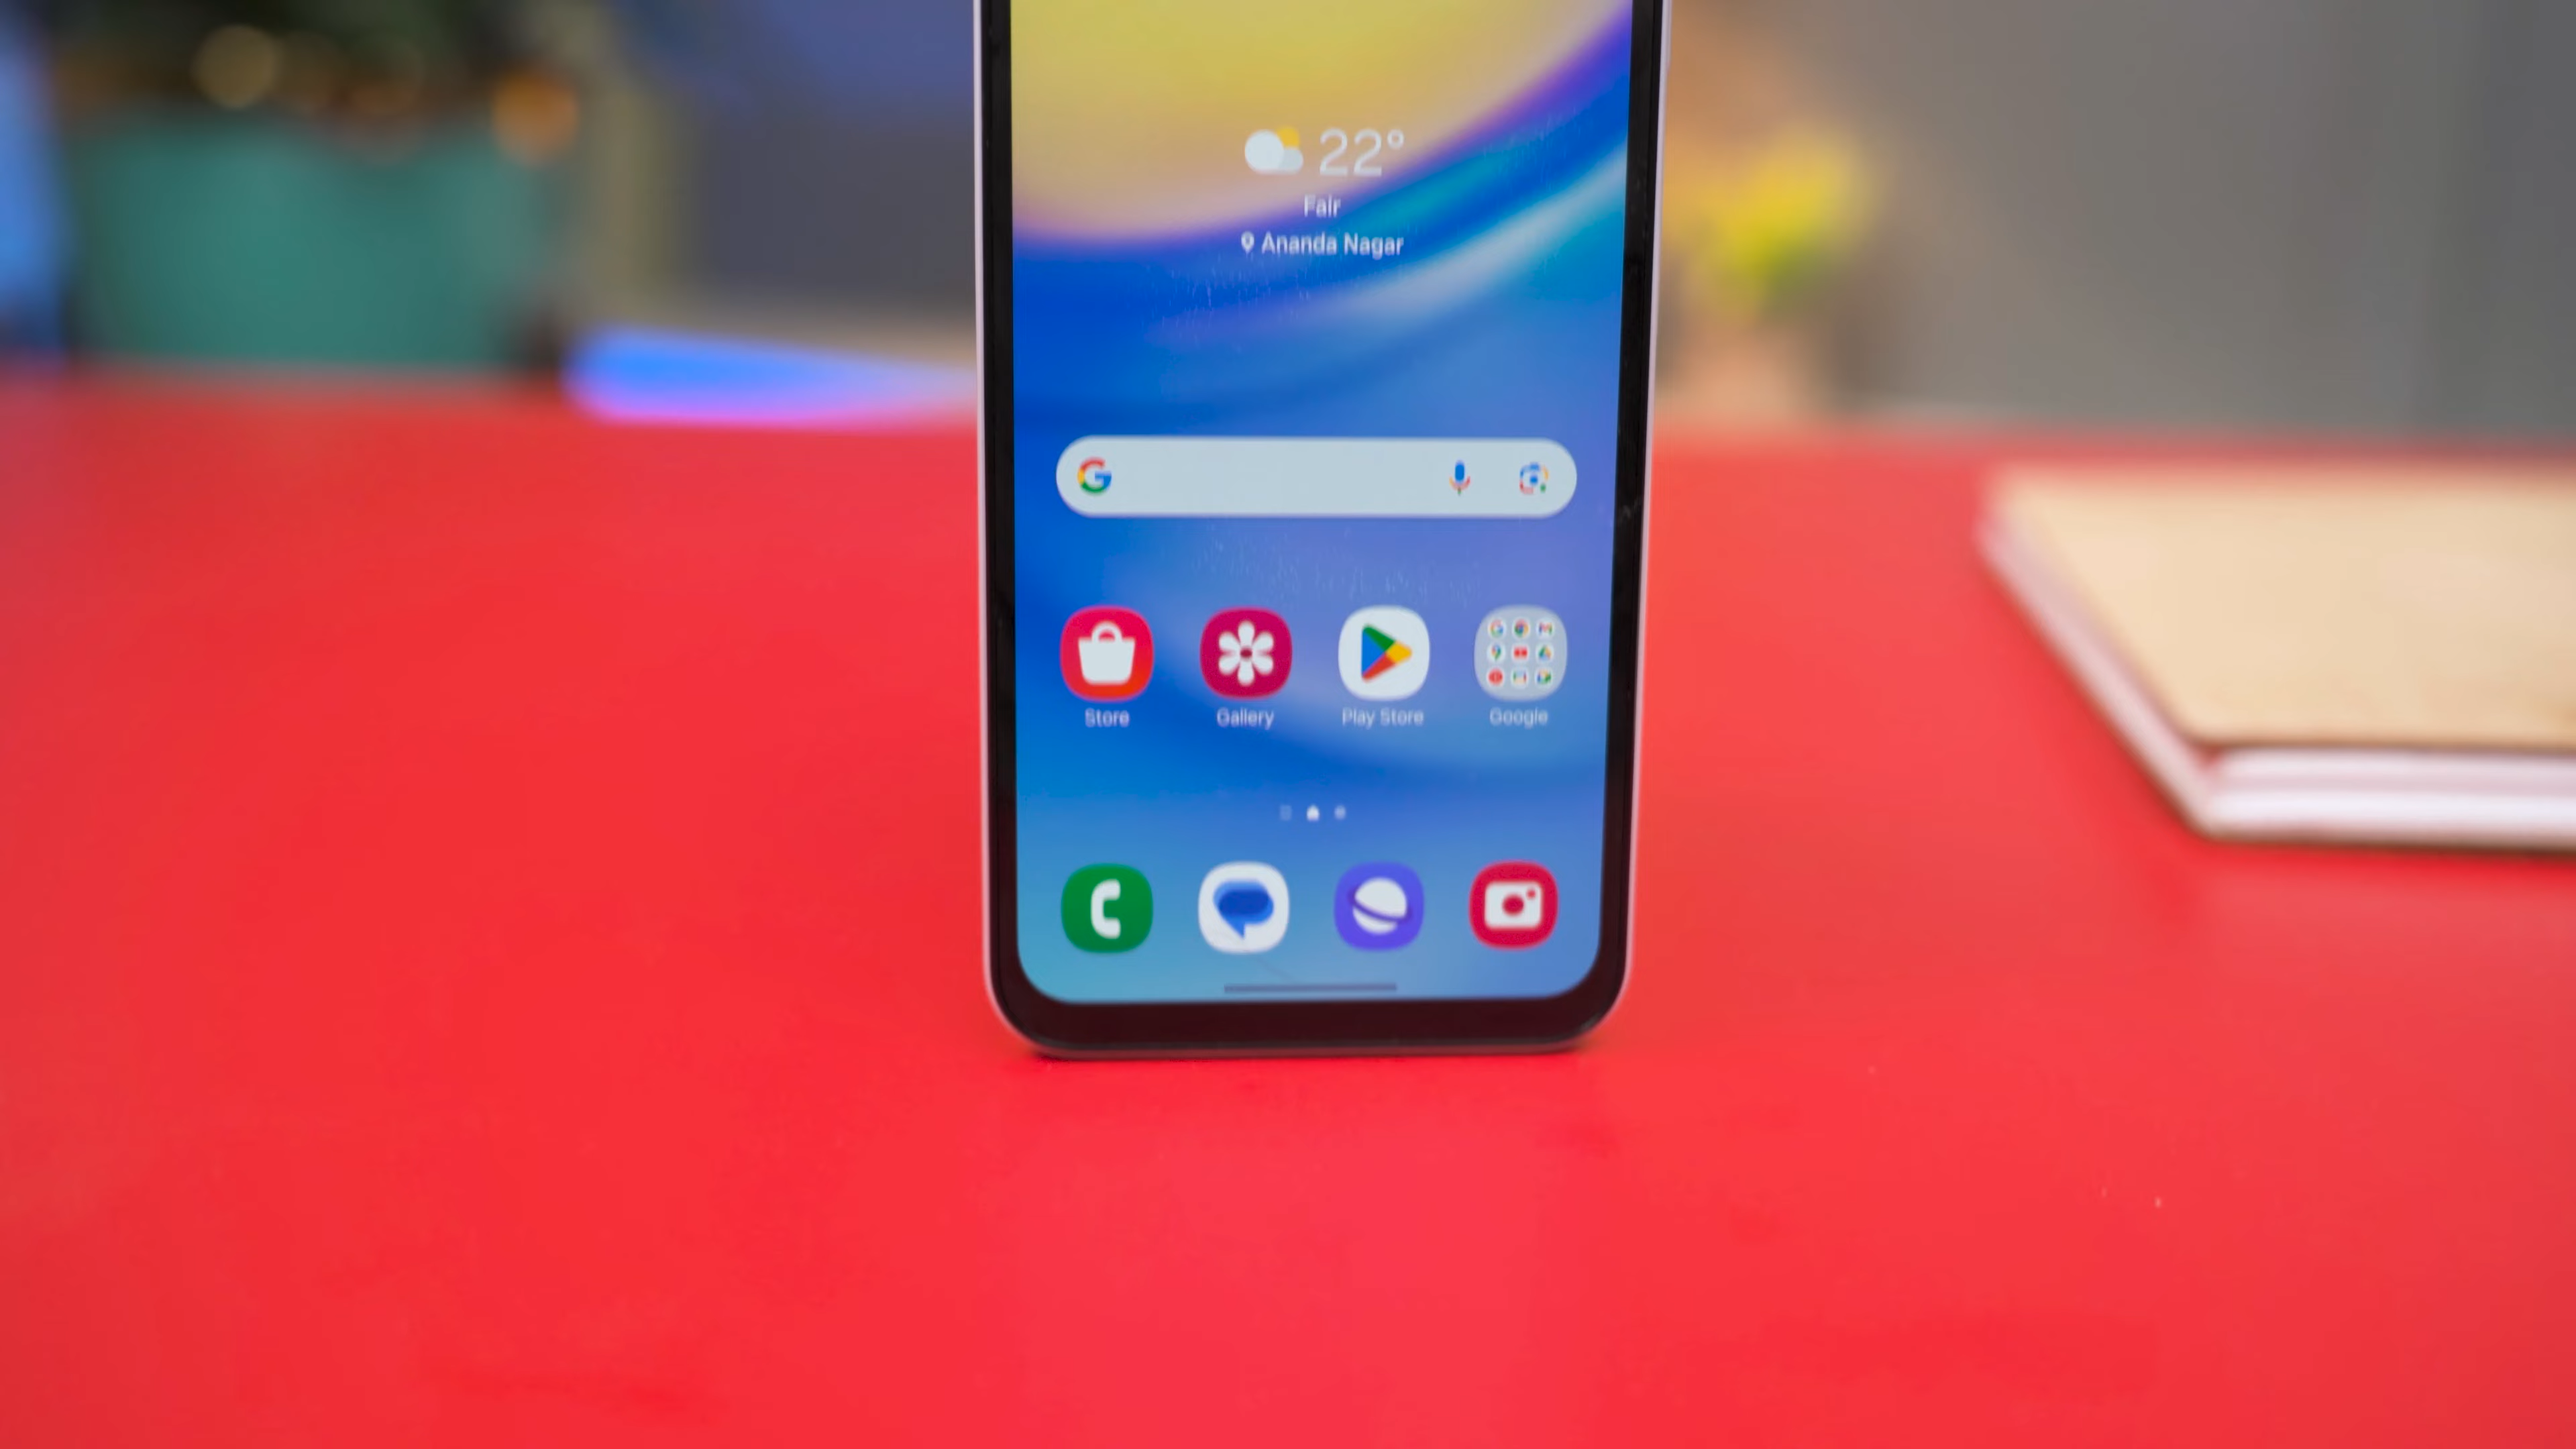 22°
Fair
Ananda Nagar
G
Store
Gallery
Play Store
Google